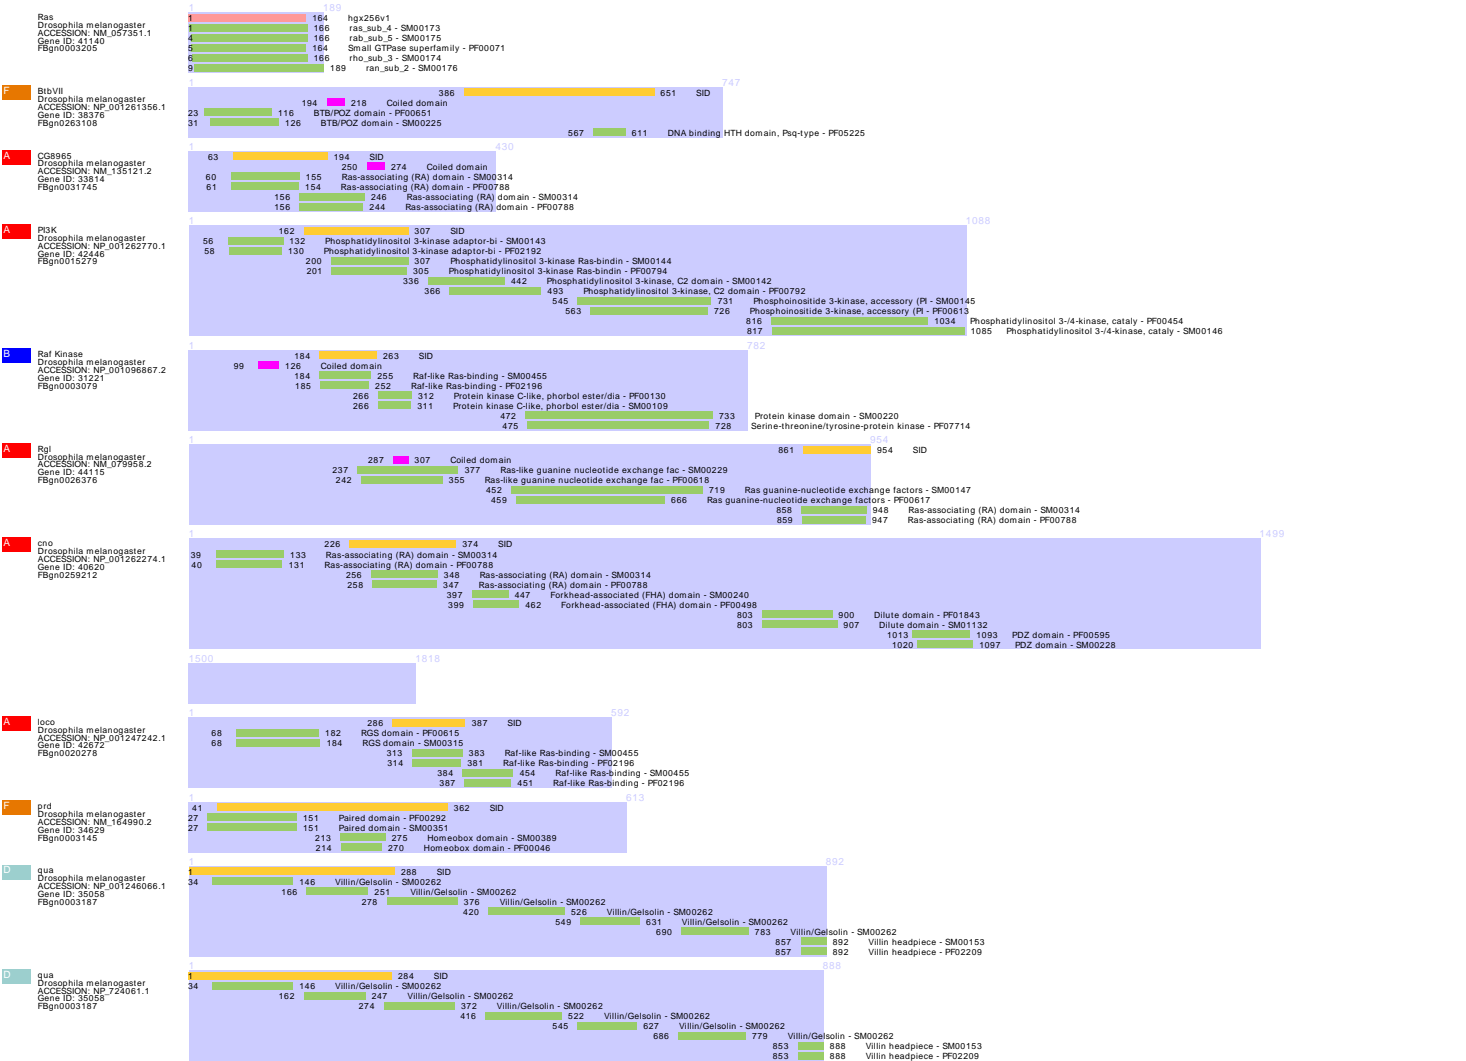 1 189
Ras
Drosophila melanogaster
ACCESSION: NM_057351.1
Gene ID: 41140
FBgn0003205
1 164 hgx256v1
1 166 ras_sub_4 - SM00173
4 166 rab_sub_5 - SM00175
5 164 Small GTPase superfamily - PF00071
6 166 rho_sub_3 - SM00174
9 189 ran_sub_2 - SM00176
1 747
F
BtbVII
Drosophila melanogaster
ACCESSION: NP_001261356.1
Gene ID: 38376
FBgn0263108
386 651 SID
194 218 Coiled domain
23 116 BTB/POZ domain - PF00651
31 126 BTB/POZ domain - SM00225
567 611 DNA binding HTH domain, Psq-type - PF05225
1 430
A
CG8965
Drosophila melanogaster
ACCESSION: NM_135121.2
Gene ID: 33814
FBgn0031745
63 194 SID
250 274 Coiled domain
60 155 Ras-associating (RA) domain - SM00314
61 154 Ras-associating (RA) domain - PF00788
156 246 Ras-associating (RA) domain - SM00314
156 244 Ras-associating (RA) domain - PF00788
1 1088
A
PI3K
Drosophila melanogaster
ACCESSION: NP_001262770.1
Gene ID: 42446
FBgn0015279
162 307 SID
56 132 Phosphatidylinositol 3-kinase adaptor-bi - SM00143
58 130 Phosphatidylinositol 3-kinase adaptor-bi - PF02192
200 307 Phosphatidylinositol 3-kinase Ras-bindin - SM00144
201 305 Phosphatidylinositol 3-kinase Ras-bindin - PF00794
336 442 Phosphatidylinositol 3-kinase, C2 domain - SM00142
366 493 Phosphatidylinositol 3-kinase, C2 domain - PF00792
545 731 Phosphoinositide 3-kinase, accessory (PI - SM00145
563 726 Phosphoinositide 3-kinase, accessory (PI - PF00613
816 1034 Phosphatidylinositol 3-/4-kinase, cataly - PF00454
817 1085 Phosphatidylinositol 3-/4-kinase, cataly - SM00146
1 782
B
Raf Kinase
Drosophila melanogaster
ACCESSION: NP_001096867.2
Gene ID: 31221
FBgn0003079
184 263 SID
99 126 Coiled domain
184 255 Raf-like Ras-binding - SM00455
185 252 Raf-like Ras-binding - PF02196
266 312 Protein kinase C-like, phorbol ester/dia - PF00130
266 311 Protein kinase C-like, phorbol ester/dia - SM00109
472 733 Protein kinase domain - SM00220
475 728 Serine-threonine/tyrosine-protein kinase - PF07714
1 954
A
Rgl
Drosophila melanogaster
ACCESSION: NM_079958.2
Gene ID: 44115
FBgn0026376
861 954 SID
287 307 Coiled domain
237 377 Ras-like guanine nucleotide exchange fac - SM00229
242 355 Ras-like guanine nucleotide exchange fac - PF00618
452 719 Ras guanine-nucleotide exchange factors - SM00147
459 666 Ras guanine-nucleotide exchange factors - PF00617
858 948 Ras-associating (RA) domain - SM00314
859 947 Ras-associating (RA) domain - PF00788
1 1499
A
cno
Drosophila melanogaster
ACCESSION: NP_001262274.1
Gene ID: 40620
FBgn0259212
226 374 SID
39 133 Ras-associating (RA) domain - SM00314
40 131 Ras-associating (RA) domain - PF00788
256 348 Ras-associating (RA) domain - SM00314
258 347 Ras-associating (RA) domain - PF00788
397 447 Forkhead-associated (FHA) domain - SM00240
399 462 Forkhead-associated (FHA) domain - PF00498
803 900 Dilute domain - PF01843
803 907 Dilute domain - SM01132
1013 1093 PDZ domain - PF00595
1020 1097 PDZ domain - SM00228
1500 1818
1 592
A
loco
Drosophila melanogaster
ACCESSION: NP_001247242.1
Gene ID: 42672
FBgn0020278
286 387 SID
68 182 RGS domain - PF00615
68 184 RGS domain - SM00315
313 383 Raf-like Ras-binding - SM00455
314 381 Raf-like Ras-binding - PF02196
384 454 Raf-like Ras-binding - SM00455
387 451 Raf-like Ras-binding - PF02196
1 613
F
prd
Drosophila melanogaster
ACCESSION: NM_164990.2
Gene ID: 34629
FBgn0003145
41 362 SID
27 151 Paired domain - PF00292
27 151 Paired domain - SM00351
213 275 Homeobox domain - SM00389
214 270 Homeobox domain - PF00046
1 892
D
qua
Drosophila melanogaster
ACCESSION: NP_001246066.1
Gene ID: 35058
FBgn0003187
1 288 SID
34 146 Villin/Gelsolin - SM00262
166 251 Villin/Gelsolin - SM00262
278 376 Villin/Gelsolin - SM00262
420 526 Villin/Gelsolin - SM00262
549 631 Villin/Gelsolin - SM00262
690 783 Villin/Gelsolin - SM00262
857 892 Villin headpiece - SM00153
857 892 Villin headpiece - PF02209
1 888
D
qua
Drosophila melanogaster
ACCESSION: NP_724061.1
Gene ID: 35058
FBgn0003187
1 284 SID
34 146 Villin/Gelsolin - SM00262
162 247 Villin/Gelsolin - SM00262
274 372 Villin/Gelsolin - SM00262
416 522 Villin/Gelsolin - SM00262
545 627 Villin/Gelsolin - SM00262
686 779 Villin/Gelsolin - SM00262
853 888 Villin headpiece - SM00153
853 888 Villin headpiece - PF02209